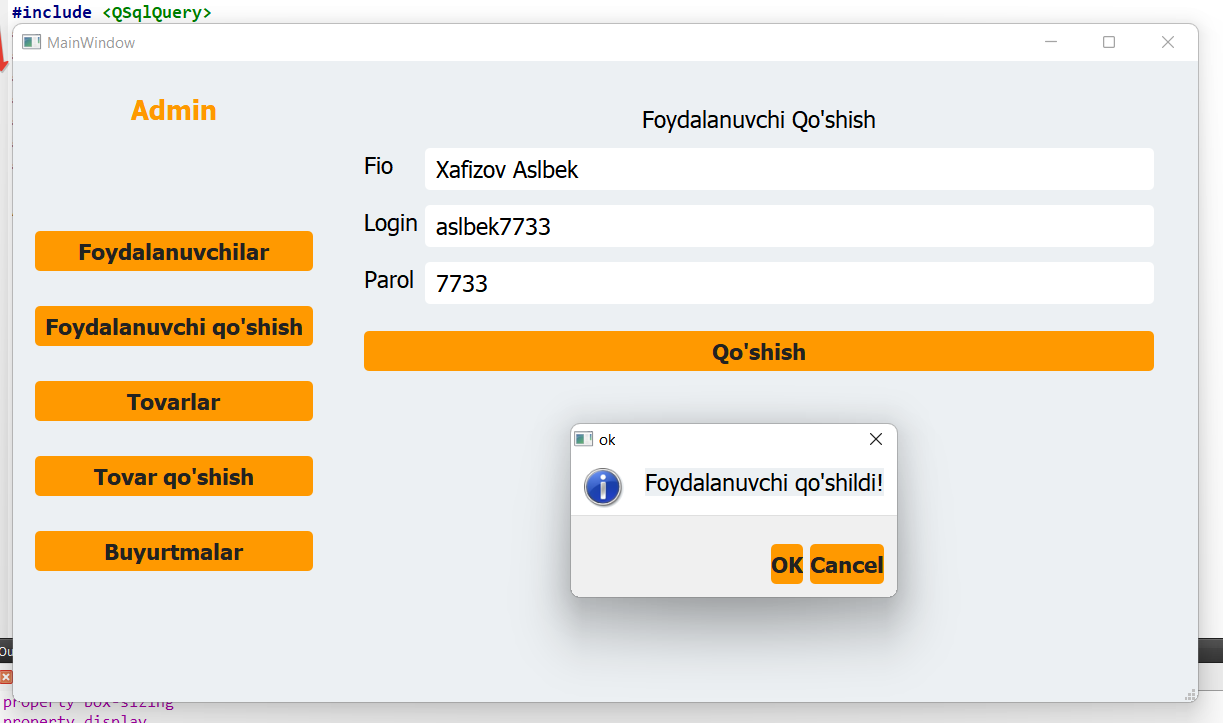 #include <QSqlQuery>
MainWindow
Admin
Foydalanuvchi Qo'shish
Fio
Xafizov Aslbek
Login
aslbek7733
Parol
7733
Qo'shish
Foydalanuvchilar
Foydalanuvchi qo'shish
Tovarlar
Tovar qo'shish
Buyurtmalar
ok
Foydalanuvchi qo'shildi!
OK
Cancel
Ou
property box-sizing
property display